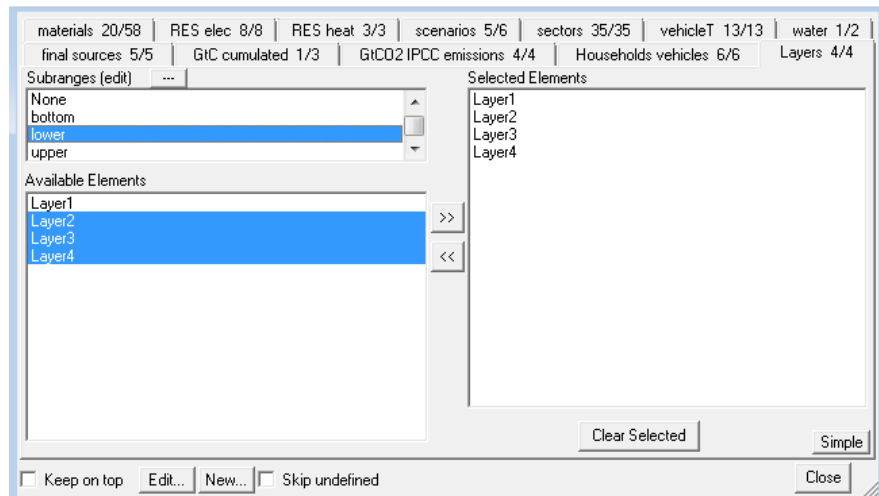 materials 20/58 RES elec 8/8 RES heat 3/3 scenarios 5/6 sectors 35/35 vehicleT 13/13 water 1/2
final sources 5/5 GtC cumulated 1/3 GtCO2 IPCC emissions 4/4 Households vehicles 6/6 Layers 4/4
Subranges (edit) ---
None
bottom
lower
upper
Available Elements
Layer1
Layer2
Layer3
Layer4
>>
<<
Selected Elements
Layer1
Layer2
Layer3
Layer4
Clear Selected
Simple
Keep on top Edit... New... Skip undefined Close